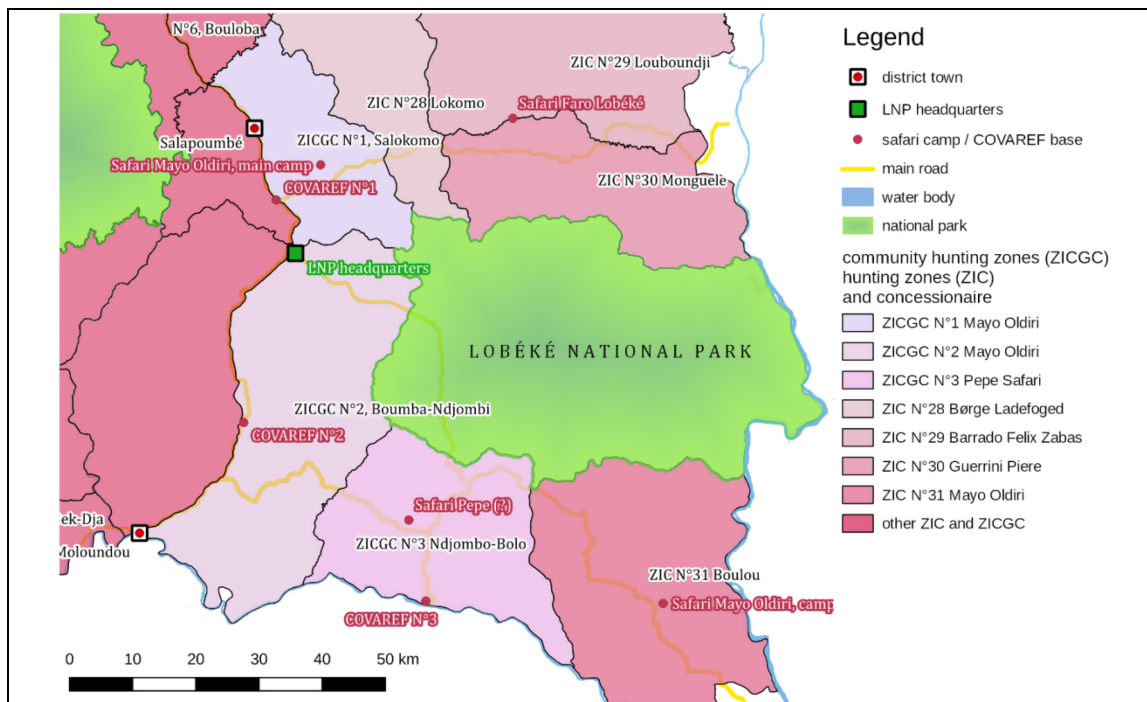 N°6, Bouloba
ZIC N°29 Louboundji
ZIC N°28 Lokomo
Safari Faro Lobéké
Salapoumbé
ZICGC N°1, Salokomo
Safari Mayo Oldiri, main camp
ZIC N°30 Monguele
COVAREF N°1
LNP headquarters
LOBÉKÉ NATIONAL PARK
ZICGC N°2, Boumba-Ndjombi
COVAREF N°2
Safari Pepe (?)
ek-Dja
ZICGC N°3 Ndjombo-Bolo
Moloundou
ZIC N°31 Boulou
Safari Mayo Oldiri, camp
COVAREF N°3
0 10 20 30 40 50 km
Legend
district town
LNP headquarters
safari camp / COVAREF base
main road
water body
national park
community hunting zones (ZICGC)
hunting zones (ZIC)
and concessionaire
ZICGC N°1 Mayo Oldiri
ZICGC N°2 Mayo Oldiri
ZICGC N°3 Pepe Safari
ZIC N°28 Børge Ladefoged
ZIC N°29 Barrado Felix Zabas
ZIC N°30 Guerrini Piere
ZIC N°31 Mayo Oldiri
other ZIC and ZICGC